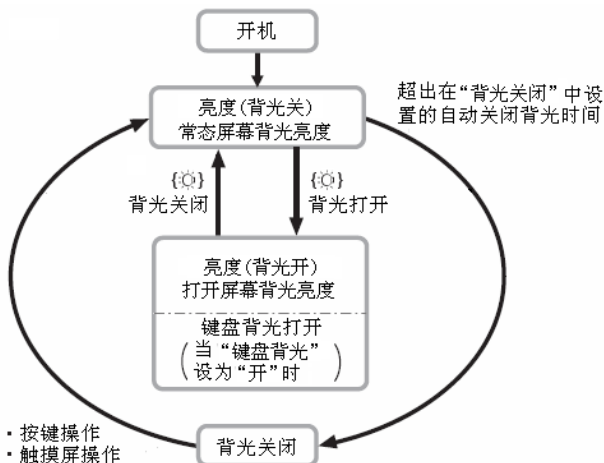 开机
亮度(背光关)
常态屏幕背光亮度
超出在“背光关闭”中设
置的自动关闭背光时间
背光关闭
背光打开
亮度(背光开)
打开屏幕背光亮度
键盘背光打开
(当“键盘背光”
设为“开”时)
·按键操作
·触摸屏操作
背光关闭